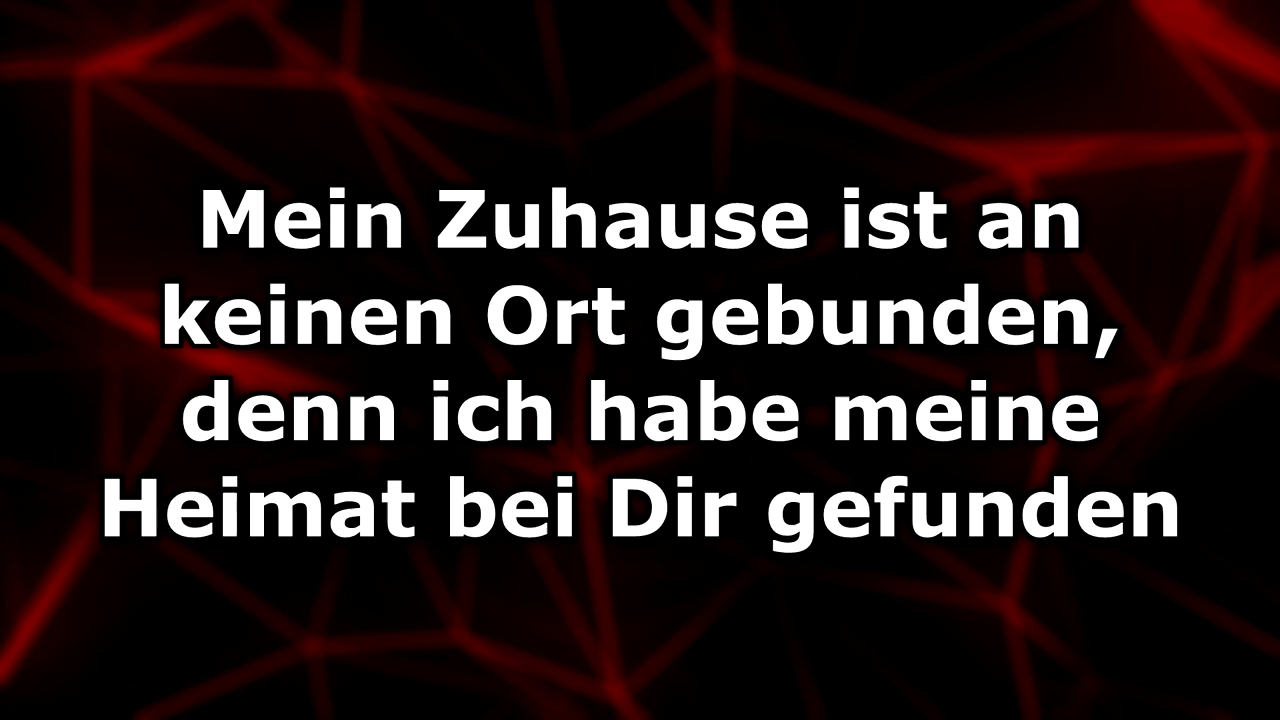 Mein Zuhause ist an
keinen Ort gebunden,
denn ich habe meine
Heimat bei Dir gefunden